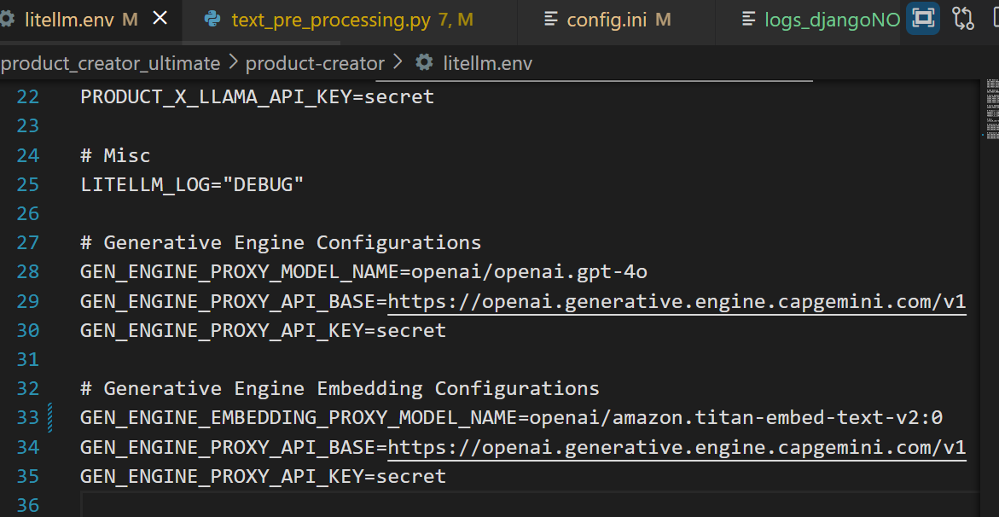 litellm.env M
text_pre_processing.py 7, M
config.ini M
logs_djangoNO
product_creator_ultimate > product-creator > litellm.env
22 PRODUCT_X_LLAMA_API_KEY=secret
23
24 # Misc
25 LITELLM_LOG="DEBUG"
26
27 # Generative Engine Configurations
28 GEN_ENGINE_PROXY_MODEL_NAME=openai/openai.gpt-4o
29 GEN_ENGINE_PROXY_API_BASE=https://openai.generative.engine.capgemini.com/v1
30 GEN_ENGINE_PROXY_API_KEY=secret
31
32 # Generative Engine Embedding Configurations
33 GEN_ENGINE_EMBEDDING_PROXY_MODEL_NAME=openai/amazon.titan-embed-text-v2:0
34 GEN_ENGINE_PROXY_API_BASE=https://openai.generative.engine.capgemini.com/v1
35 GEN_ENGINE_PROXY_API_KEY=secret
36